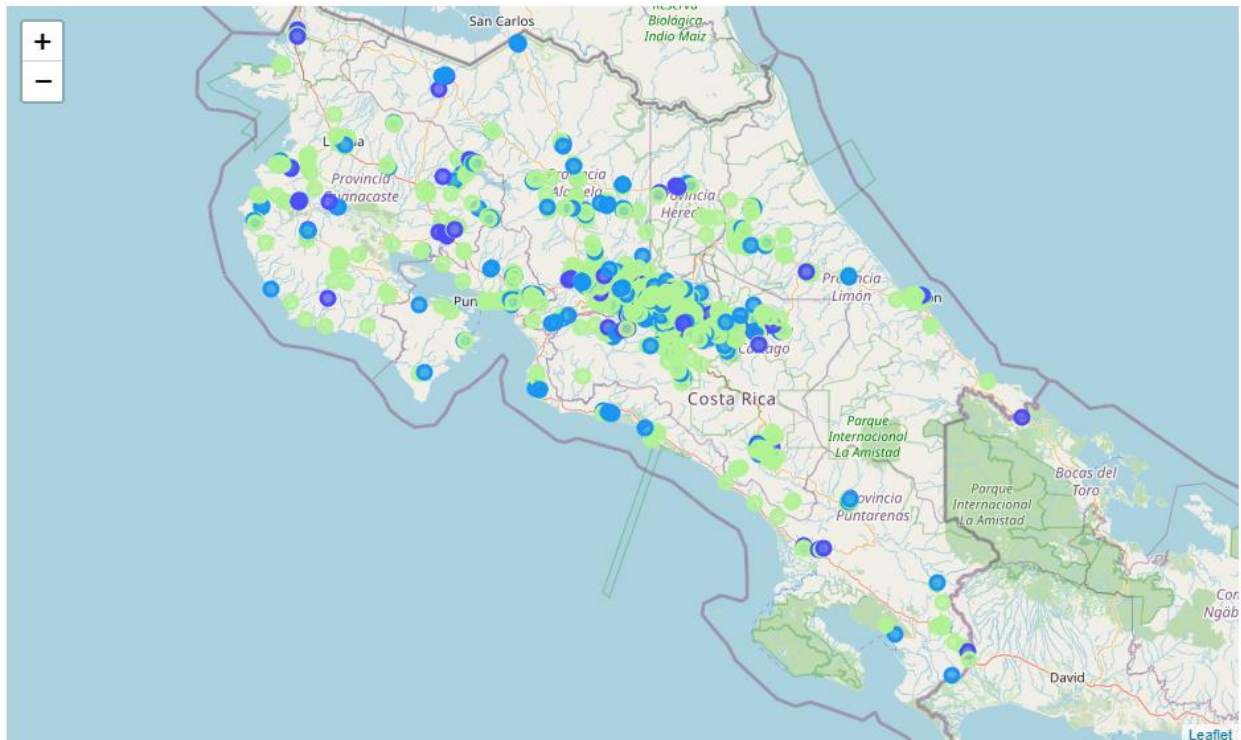 +
−
San Carlos
Reserva
Biológica
Indio Maíz
Provincia
Guanacaste
Provincia
Provincia
Limón
Cartago
Costa Rica
Parque
Internacional
La Amistad
Bocas del
Toro
Parque
Internacional
La Amistad
Provincia
Puntarenas
David
Leaflet